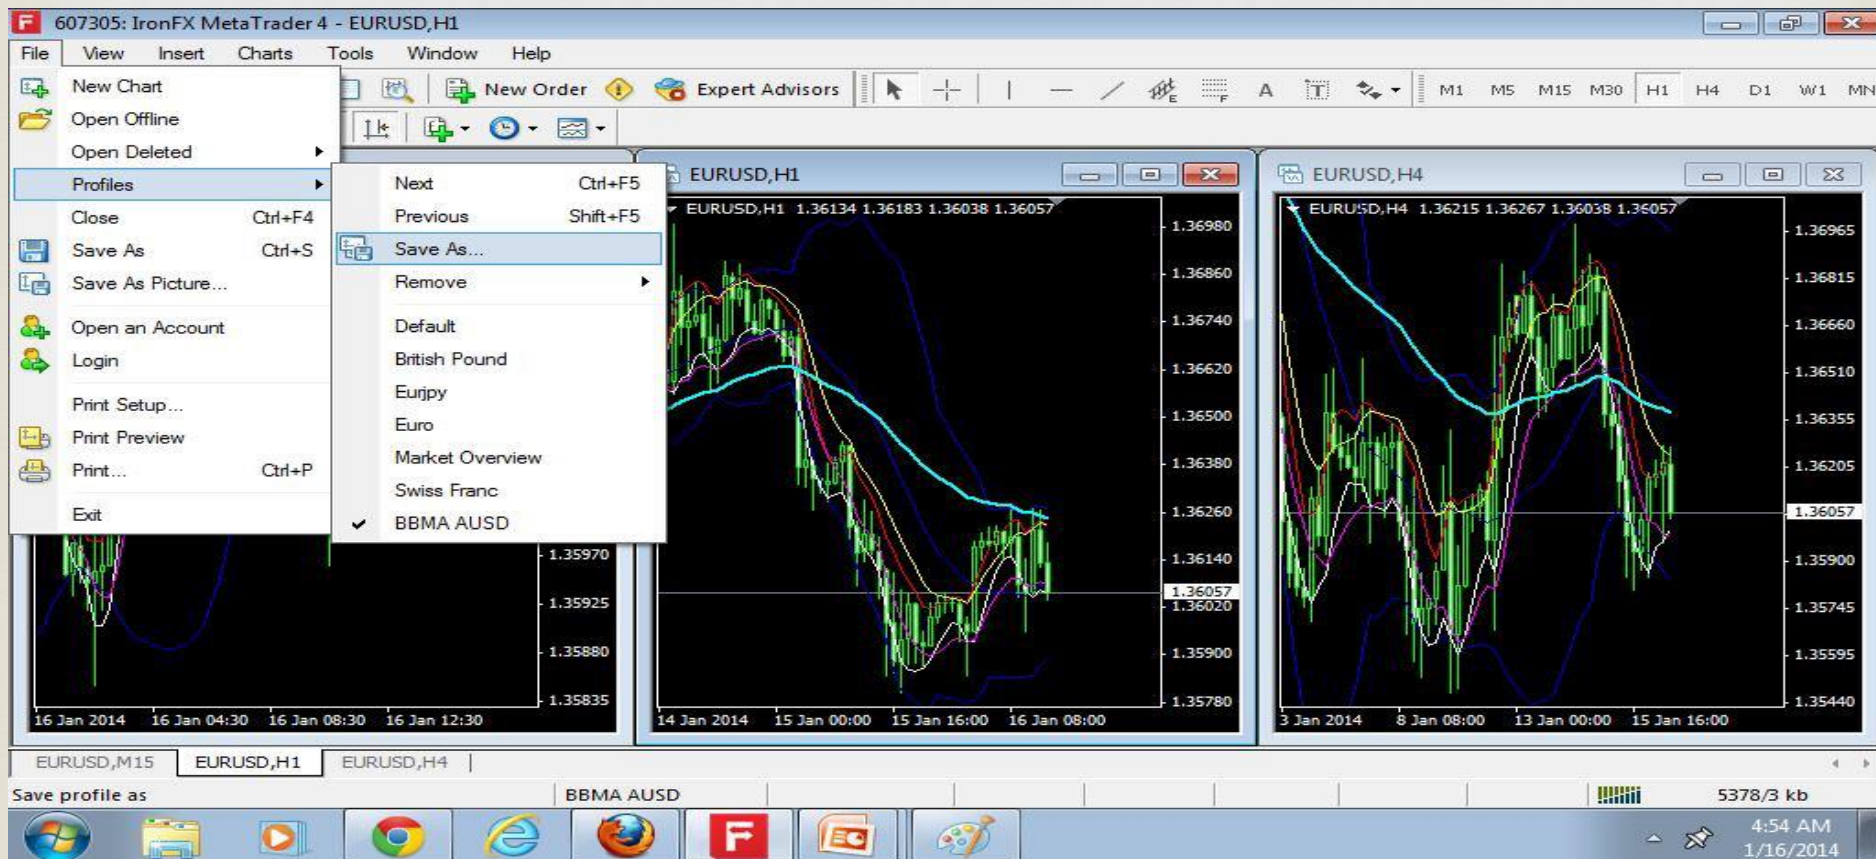 607305: IronFX MetaTrader 4 - EURUSD,H1
File View Insert Charts Tools Window Help
New Order Expert Advisors A T M1 M5 M15 M30 H1 H4 D1 W1 MN
New Chart
Open Offline
Open Deleted
Profiles
Close Ctrl+F4
Save As Ctrl+S
Save As Picture...
Open an Account
Login
Print Setup...
Print Preview
Print... Ctrl+P
Exit
Next Ctrl+F5
Previous Shift+F5
Save As...
Remove
Default
British Pound
Eurjpy
Euro
Market Overview
Swiss Franc
BBMA AUSD
1.35970
1.35925
1.35880
1.35835
16 Jan 2014 16 Jan 04:30 16 Jan 08:30 16 Jan 12:30
EURUSD,H1
EURUSD,H1 1.36134 1.36183 1.36038 1.36057
1.36980
1.36860
1.36740
1.36620
1.36500
1.36380
1.36260
1.36140
1.36057
1.36020
1.35900
1.35780
14 Jan 2014 15 Jan 00:00 15 Jan 16:00 16 Jan 08:00
EURUSD,H4
EURUSD,H4 1.36215 1.36267 1.36038 1.36057
1.36965
1.36815
1.36660
1.36510
1.36355
1.36205
1.36057
1.35900
1.35745
1.35595
1.35440
3 Jan 2014 8 Jan 08:00 13 Jan 00:00 15 Jan 16:00
EURUSD,M15 EURUSD,H1 EURUSD,H4
Save profile as BBMA AUSD 5378/3 kb
4:54 AM
1/16/2014